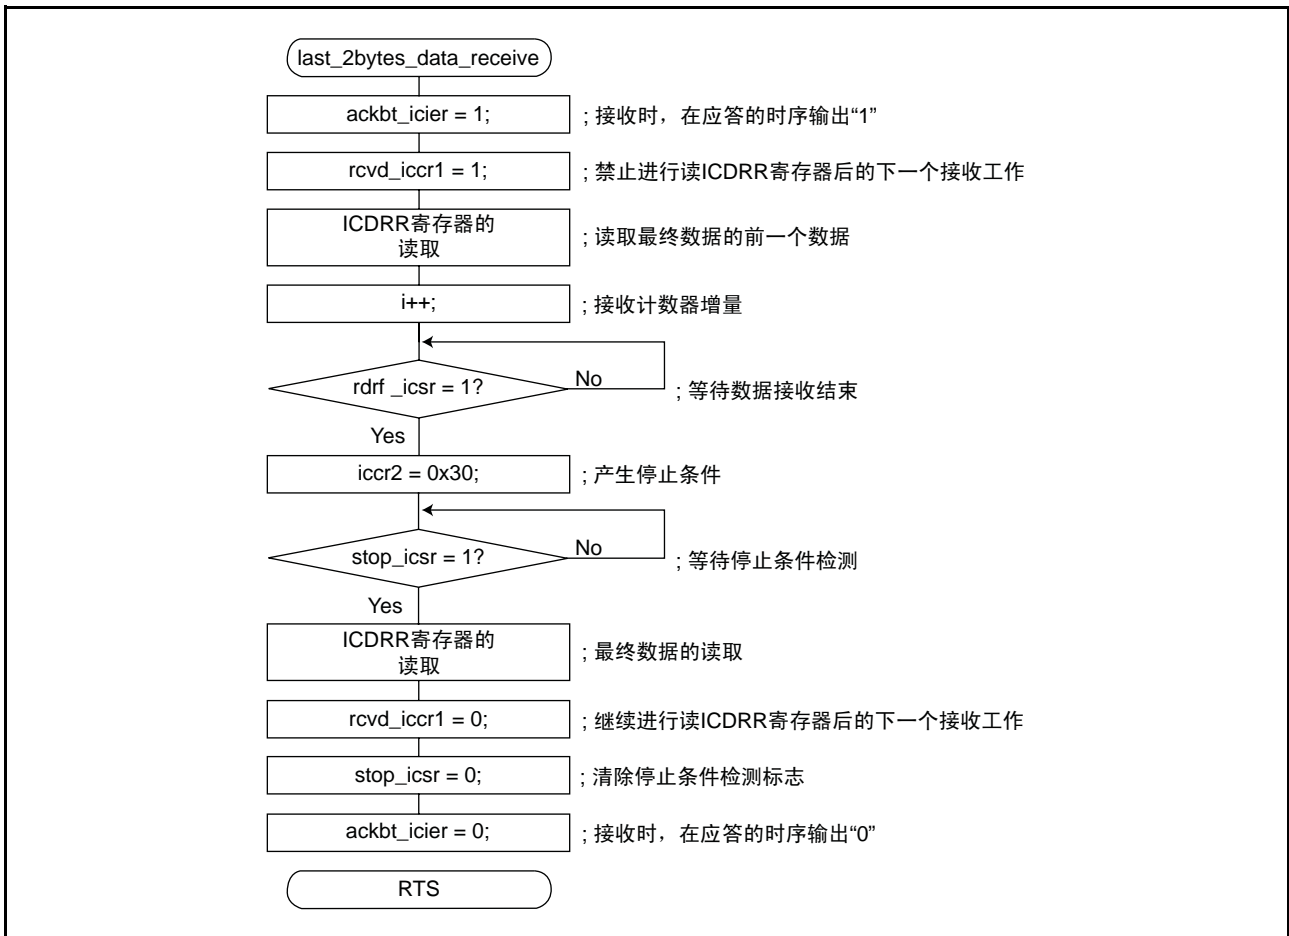 last_2bytes_data_receive
ackbt_icier = 1; ; 接收时，在应答的时序输出“1”
rcvd_iccr1 = 1; ; 禁止进行读ICDRR寄存器后的下一个接收工作
ICDRR寄存器的
读取
; 读取最终数据的前一个数据
i++; ; 接收计数器增量
rdrf _icsr = 1? No
; 等待数据接收结束
Yes
iccr2 = 0x30; ; 产生停止条件
stop_icsr = 1? No
; 等待停止条件检测
Yes
ICDRR寄存器的
读取
; 最终数据的读取
rcvd_iccr1 = 0; ; 继续进行读ICDRR寄存器后的下一个接收工作
stop_icsr = 0; ; 清除停止条件检测标志
ackbt_icier = 0; ; 接收时，在应答的时序输出“0”
RTS